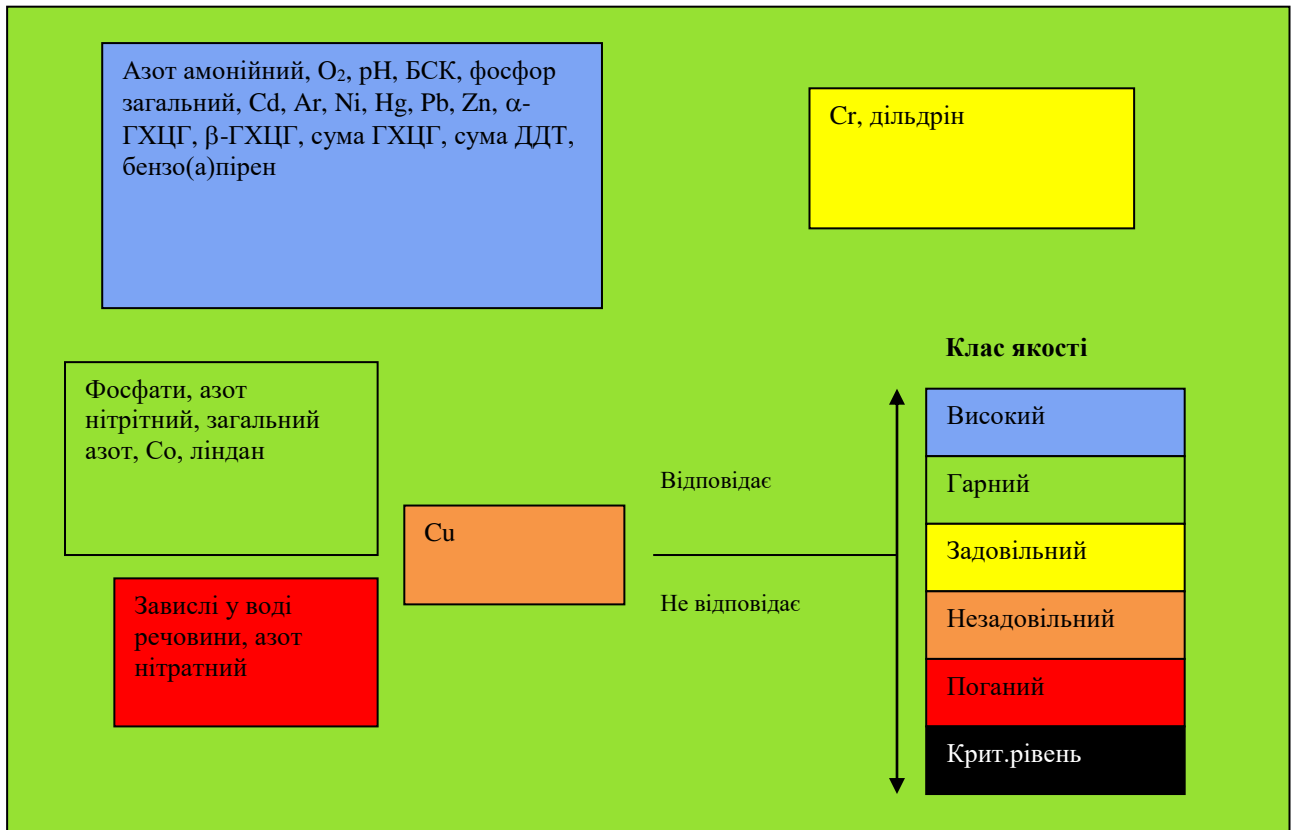 Азот амонійний, O₂, pH, БСК, фосфор
загальний, Cd, Ar, Ni, Hg, Pb, Zn, α-
ГХЦГ, β-ГХЦГ, сума ГХЦГ, сума ДДТ,
бензо(а)пірен
Cr, дільдрін
Фосфати, азот
нітрітний, загальний
азот, Co, ліндан
Cu
Завислі у воді
речовини, азот
нітратний
Відповідає
Не відповідає
Клас якості
Високий
Гарний
Задовільний
Незадовільний
Поганий
Крит.рівень